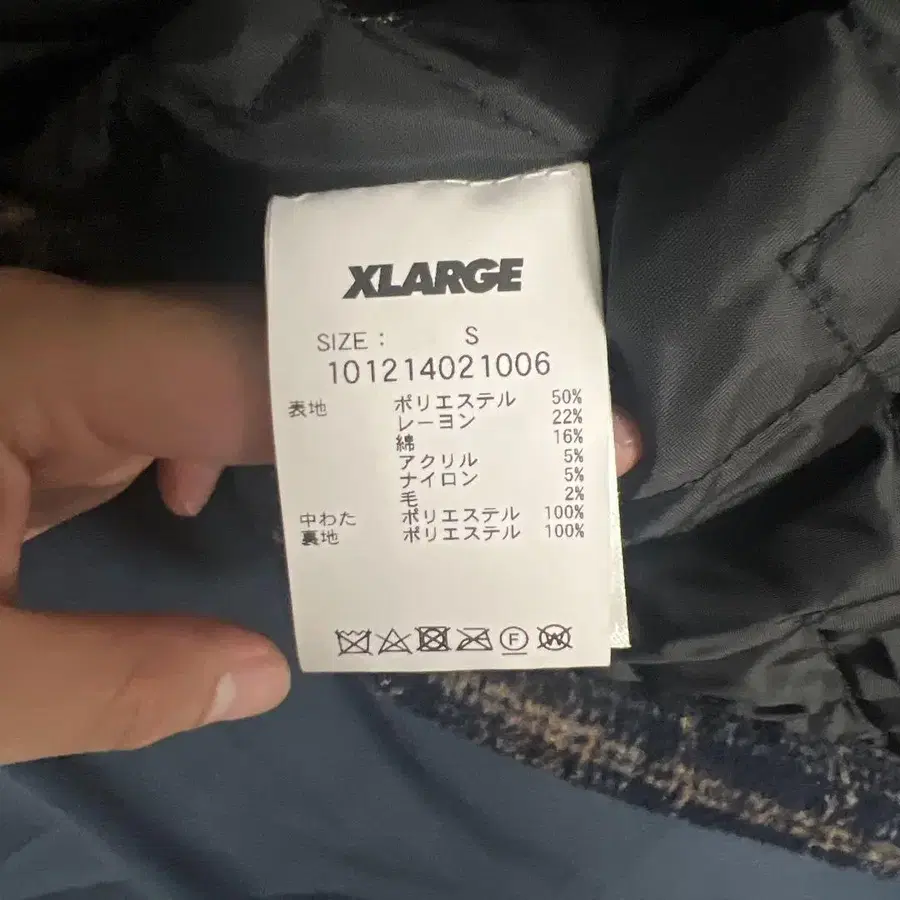 XLARGE
SIZE : S
101214021006
表地 ポリエステル 50%
レーヨン 22%
綿 16%
アクリル 5%
ナイロン 5%
毛 2%
中わた ポリエステル 100%
裏地 ポリエステル 100%
F W